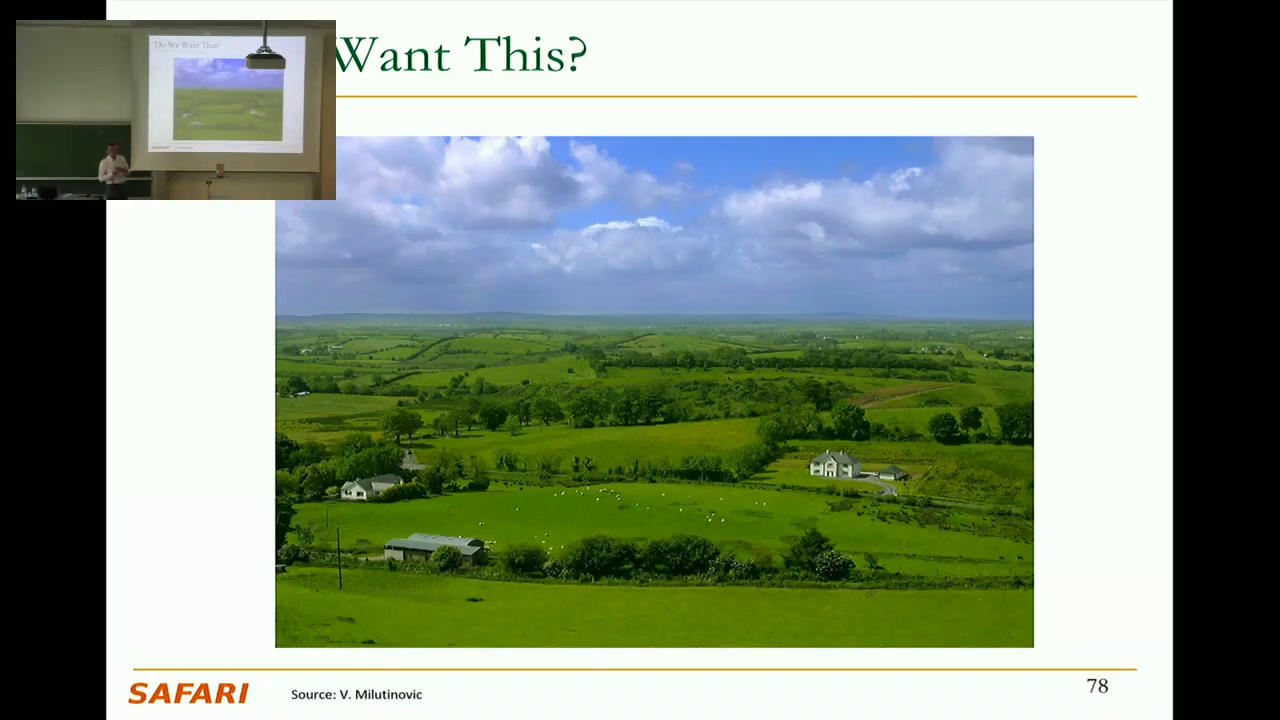 Do We Want This?
Want This?
SAFARI
Source: V. Milutinovic
78